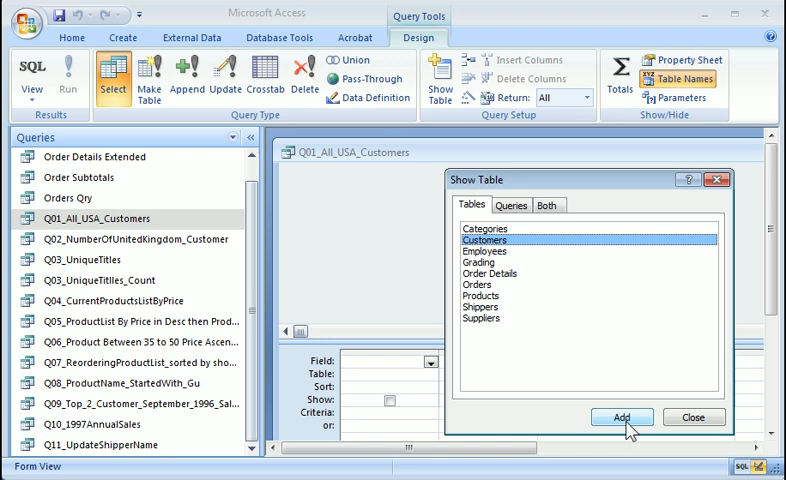 Microsoft Access
Query Tools
Home
Create
External Data
Database Tools
Acrobat
Design
SQL
View
Run
Select
Make Table
Append
Update
Crosstab
Delete
Union
Pass-Through
Data Definition
Show Table
Insert Columns
Delete Columns
Return: All
Σ
Totals
Property Sheet
XYZ Table Names
Parameters
Results
Query Type
Query Setup
Show/Hide
Queries
Order Details Extended
Order Subtotals
Orders Qry
Q01_All_USA_Customers
Q02_NumberOfUnitedKingdom_Customer
Q03_UniqueTitles
Q03_UniqueTitlles_Count
Q04_CurrentProductsListByPrice
Q05_ProductList By Price in Desc then Prod...
Q06_Product Between 35 to 50 Price Ascen...
Q07_ReorderingProductList_sorted by sho...
Q08_ProductName_StartedWith_Gu
Q09_Top_2_Customer_September_1996_Sal...
Q10_1997AnnualSales
Q11_UpdateShipperName
Q01_All_USA_Customers
Field:
Table:
Sort:
Show:
Criteria:
or:
Show Table
Tables
Queries
Both
Categories
Customers
Employees
Grading
Order Details
Orders
Products
Shippers
Suppliers
Add
Close
Form View
SQL